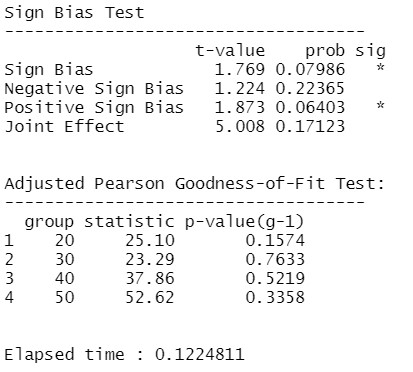 Sign Bias Test
------------------------------------
                   t-value    prob sig
Sign Bias            1.769 0.07986   *
Negative Sign Bias   1.224 0.22365
Positive Sign Bias   1.873 0.06403   *
Joint Effect         5.008 0.17123
Adjusted Pearson Goodness-of-Fit Test:
------------------------------------
  group statistic p-value(g-1)
1    20     25.10       0.1574
2    30     23.29       0.7633
3    40     37.86       0.5219
4    50     52.62       0.3358
Elapsed time : 0.1224811